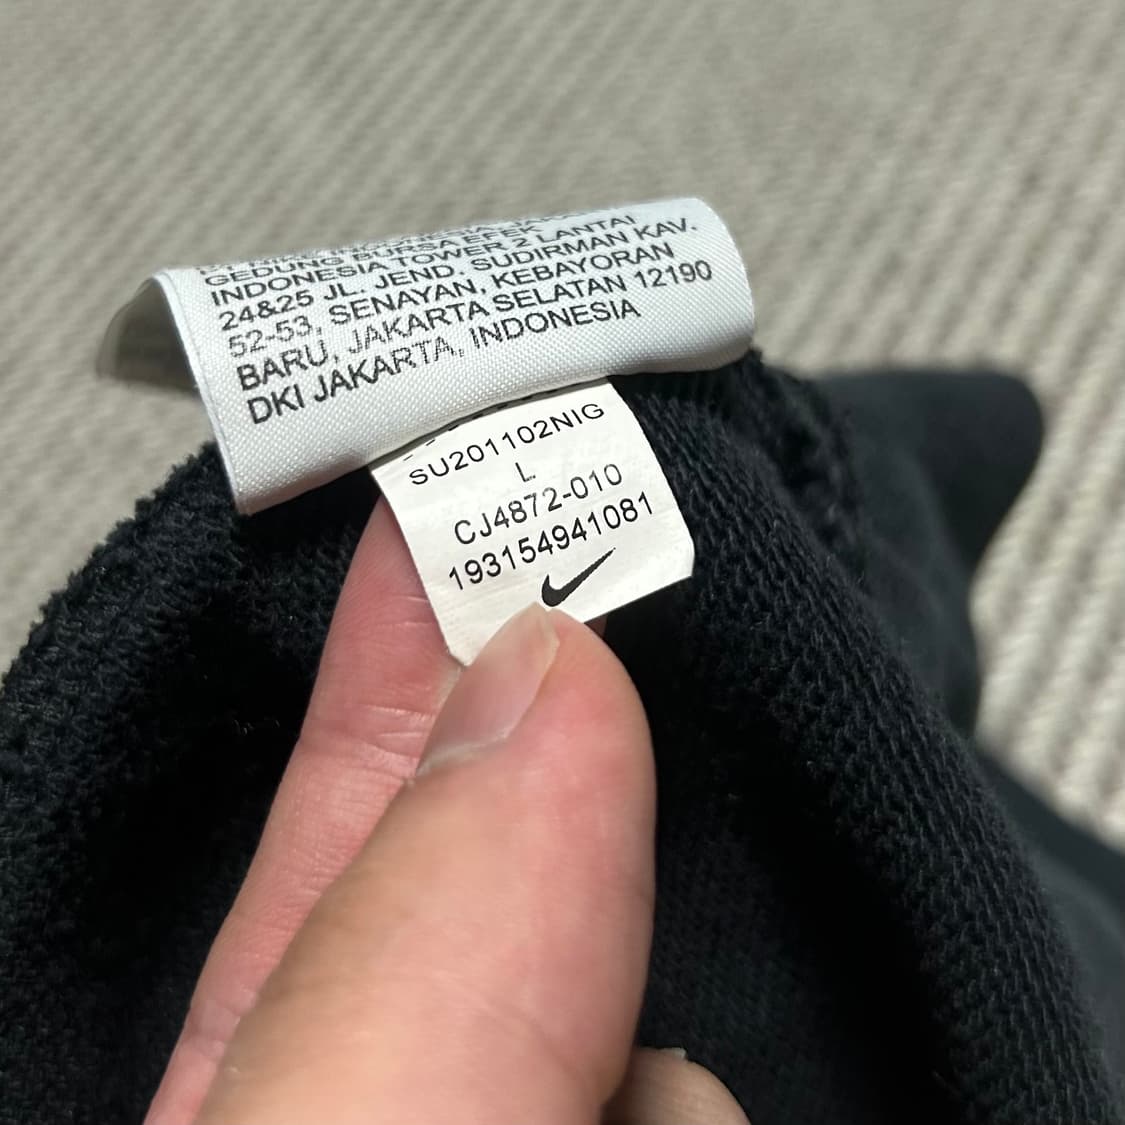 GEDUNG BURSA EFEK
INDONESIA TOWER 2 LANTAI
24&25 JL. JEND. SUDIRMAN KAV.
52-53, SENAYAN, KEBAYORAN
BARU, JAKARTA SELATAN 12190
DKI JAKARTA, INDONESIA
SU201102NIG
L
CJ4872-010
193154941081